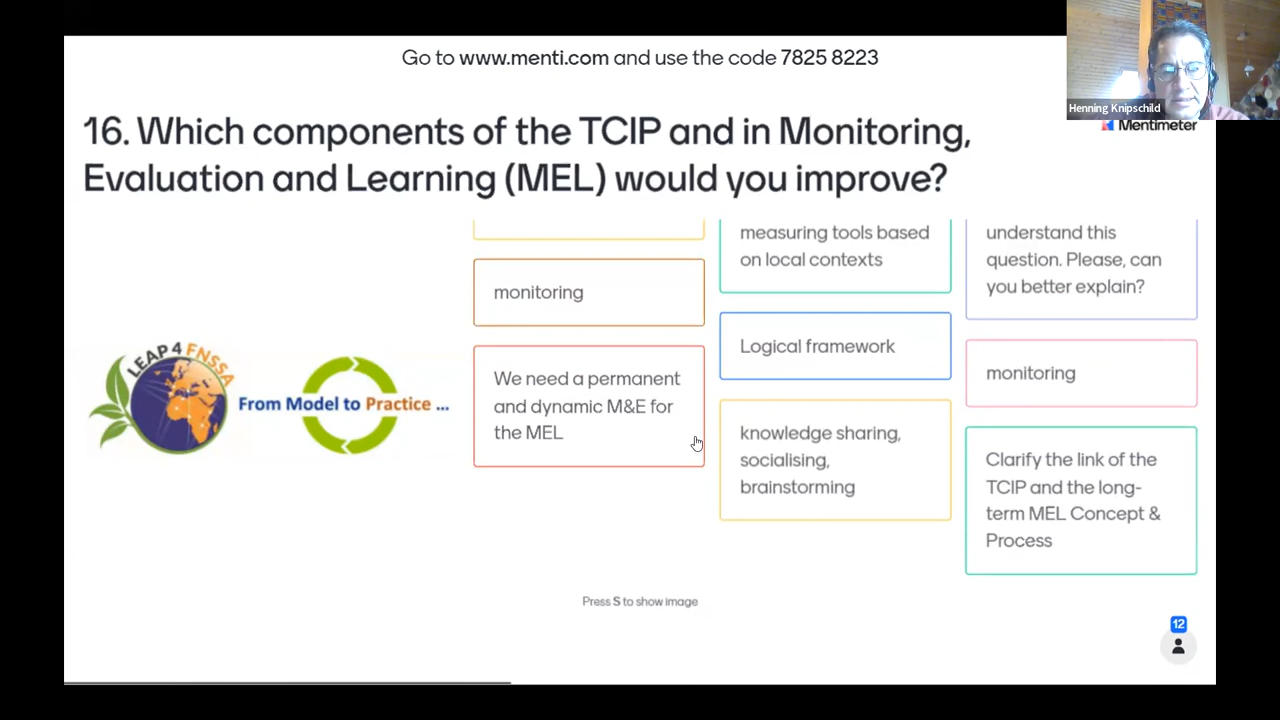 Go to www.menti.com and use the code 7825 8223
Henning Knipschild
Mentimeter
16. Which components of the TCIP and in Monitoring,
Evaluation and Learning (MEL) would you improve?
monitoring
We need a permanent
and dynamic M&E for
the MEL
measuring tools based
on local contexts
Logical framework
knowledge sharing,
socialising,
brainstorming
understand this
question. Please, can
you better explain?
monitoring
Clarify the link of the
TCIP and the long-
term MEL Concept &
Process
LEAP4FNSSA
From Model to Practice ...
Press S to show image
12